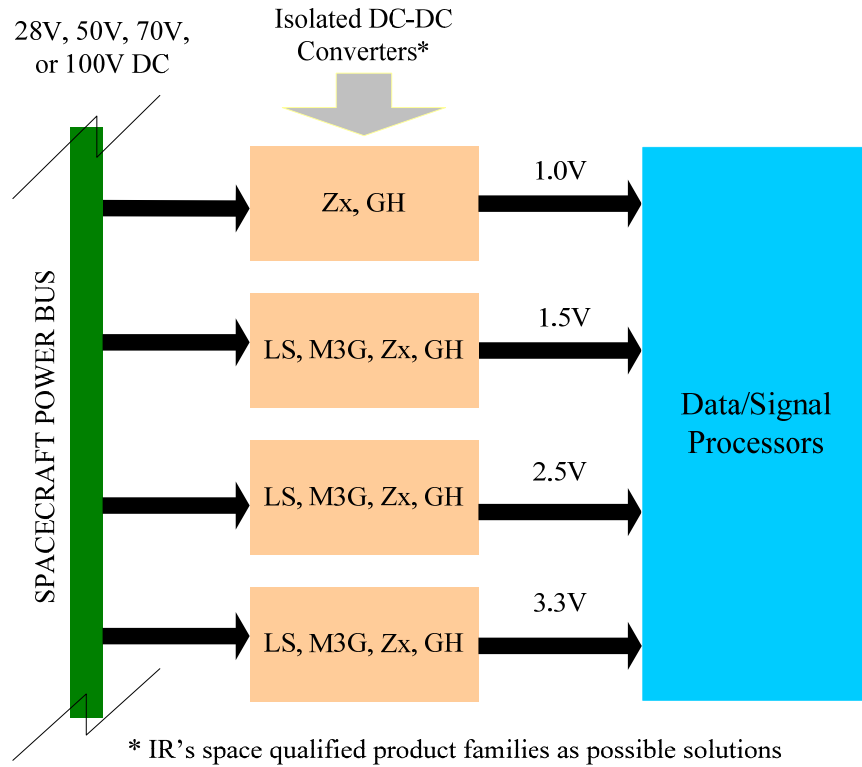 28V, 50V, 70V,
or 100V DC
Isolated DC-DC
Converters*
SPACECRAFT POWER BUS
Zx, GH
1.0V
LS, M3G, Zx, GH
1.5V
LS, M3G, Zx, GH
2.5V
LS, M3G, Zx, GH
3.3V
Data/Signal
Processors
* IR's space qualified product families as possible solutions